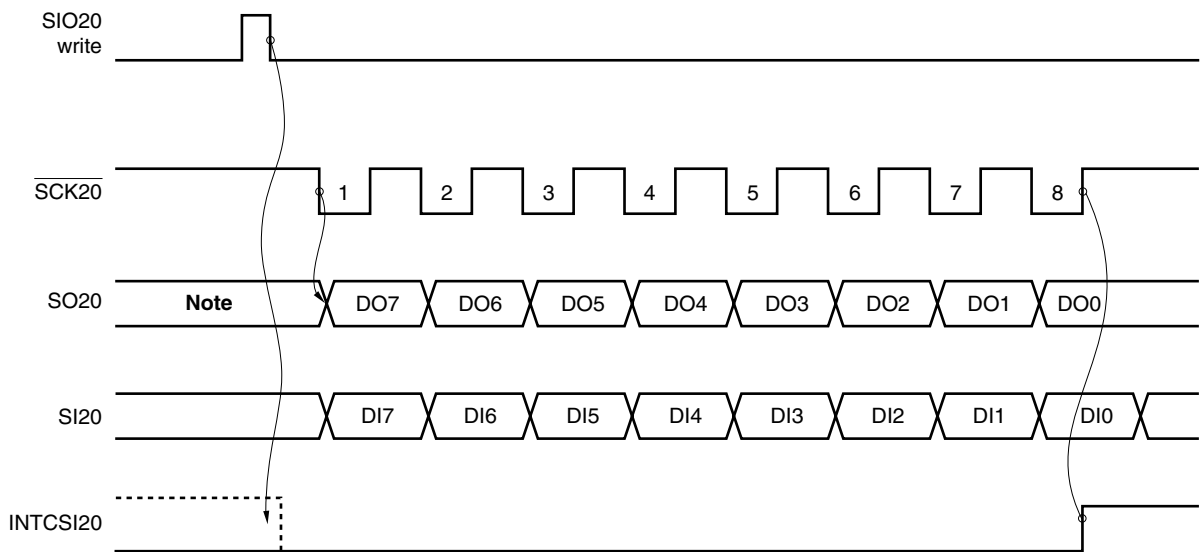 SIO20
write
SCK20
1 2 3 4 5 6 7 8
SO20
Note DO7 DO6 DO5 DO4 DO3 DO2 DO1 DO0
SI20
DI7 DI6 DI5 DI4 DI3 DI2 DI1 DI0
INTCSI20